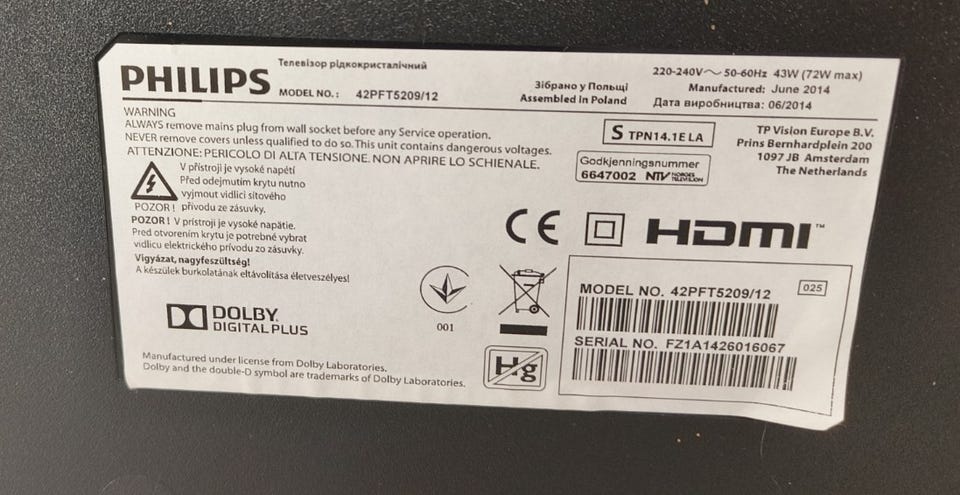 PHILIPS
Телевізор рідкокристалічний
MODEL NO.: 42PFT5209/12
Зібрано у Польщі
Assembled in Poland
220-240V～ 50-60Hz 43W (72W max)
Manufactured: June 2014
Дата виробництва: 06/2014
WARNING
ALWAYS remove mains plug from wall socket before any Service operation.
NEVER remove covers unless qualified to do so. This unit contains dangerous voltages.
ATTENZIONE: PERICOLO DI ALTA TENSIONE. NON APRIRE LO SCHIENALE.
V přístroji je vysoké napětí
Před odejmutím krytu nutno
vyjmout vidlici sítového
POZOR! přívodu ze zásuvky.
POZOR! V prístroji je vysoké napätie.
Pred otvorením krytu je potrebné vybrat
vidlicu elektrického prívodu zo zásuvky.
Vigyázat, nagyfeszültség!
A készülek burkolatának eltávolítása életveszélyes!
S TPN14.1E LA
Godkjenningsnummer
6647002 NTV NORGES TELEVISJON
TP Vision Europe B.V.
Prins Bernhardplein 200
1097 JB Amsterdam
The Netherlands
CE
HDMI™
DOLBY
DIGITAL PLUS
001
Hg
MODEL NO. 42PFT5209/12
025
SERIAL NO. FZ1A1426016067
Manufactured under license from Dolby Laboratories.
Dolby and the double-D symbol are trademarks of Dolby Laboratories.